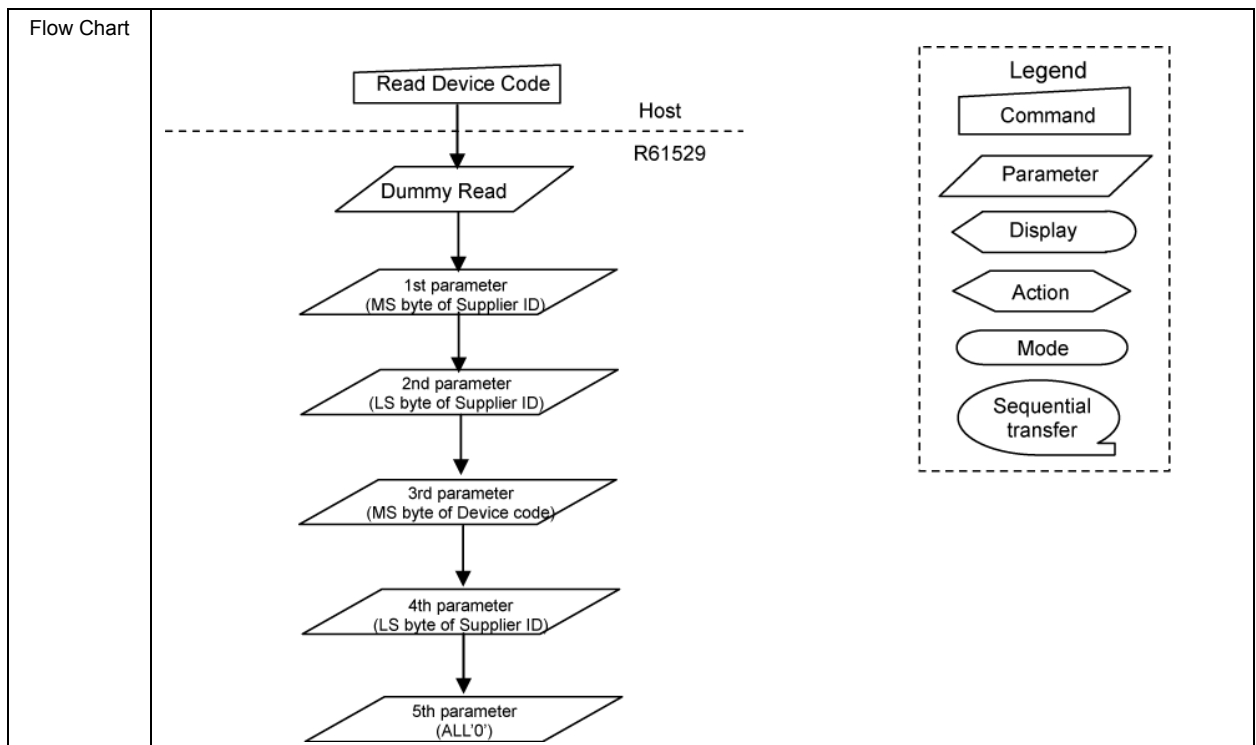 Flow Chart
Read Device Code
Host
R61529
Dummy Read
1st parameter
(MS byte of Supplier ID)
2nd parameter
(LS byte of Supplier ID)
3rd parameter
(MS byte of Device code)
4th parameter
(LS byte of Supplier ID)
5th parameter
(ALL'0')
Legend
Command
Parameter
Display
Action
Mode
Sequential
transfer